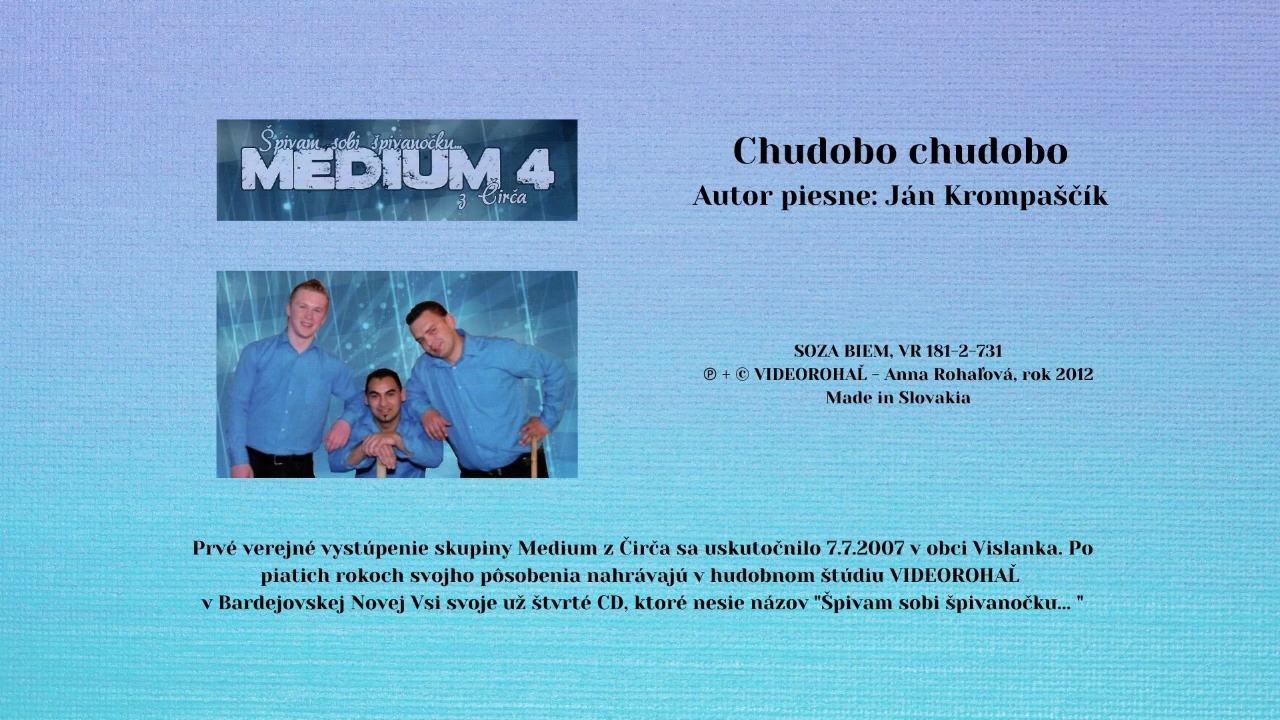 Špivam sobi špivanočku...
MEDIUM 4
z Čirča
Chudobo chudobo
Autor piesne: Ján Krompaščík
SOZA BIEM, VR 181-2-731
℗ + © VIDEOROHAĽ - Anna Rohaľová, rok 2012
Made in Slovakia
Prvé verejné vystúpenie skupiny Medium z Čirča sa uskutočnilo 7.7.2007 v obci Vislanka. Po
piatich rokoch svojho pôsobenia nahrávajú v hudobnom štúdiu VIDEOROHAĽ
v Bardejovskej Novej Vsi svoje už štvrté CD, ktoré nesie názov "Špivam sobi špivanočku... "